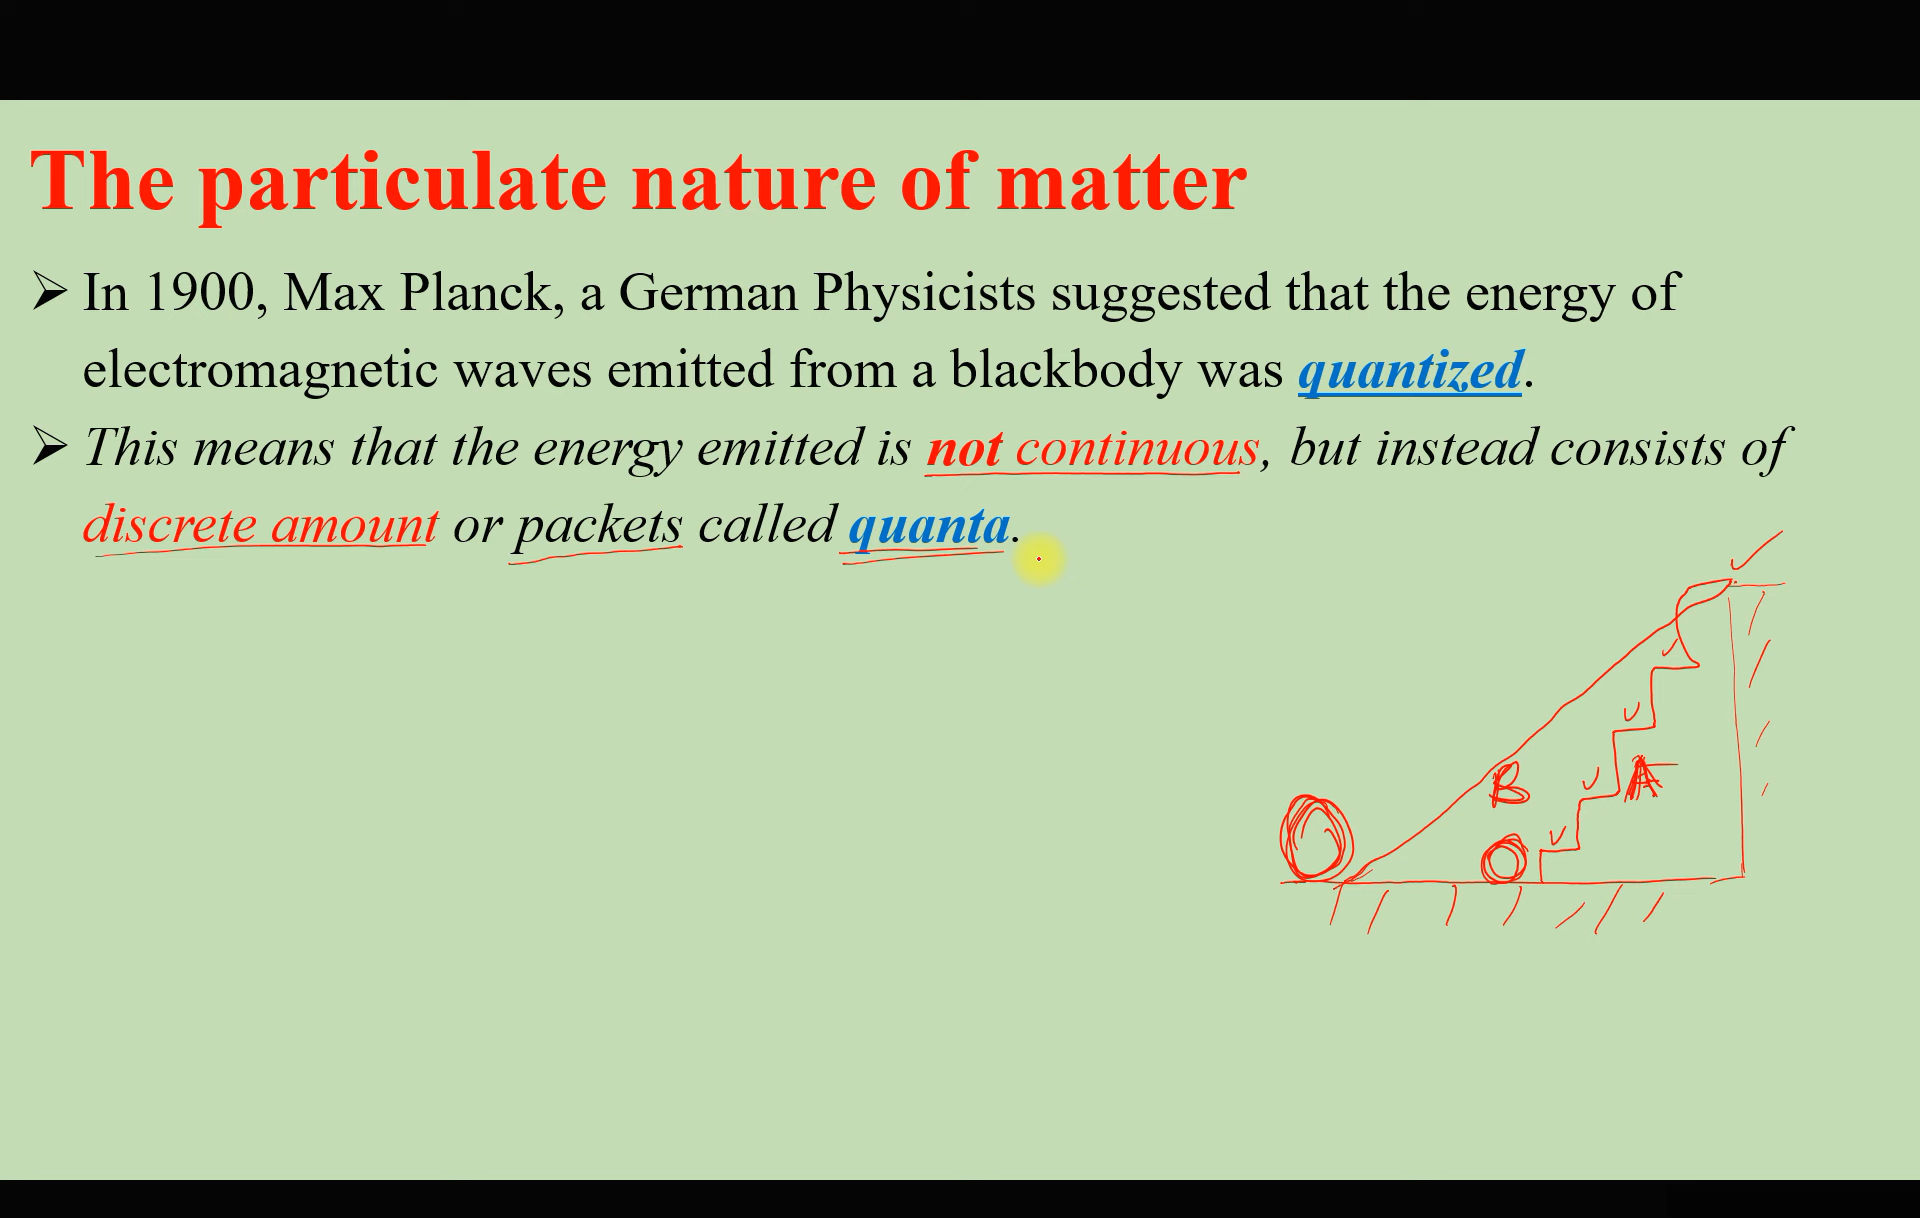 The particulate nature of matter
➢ In 1900, Max Planck, a German Physicists suggested that the energy of
electromagnetic waves emitted from a blackbody was quantized.
➢ This means that the energy emitted is not continuous, but instead consists of
discrete amount or packets called quanta.
B
A